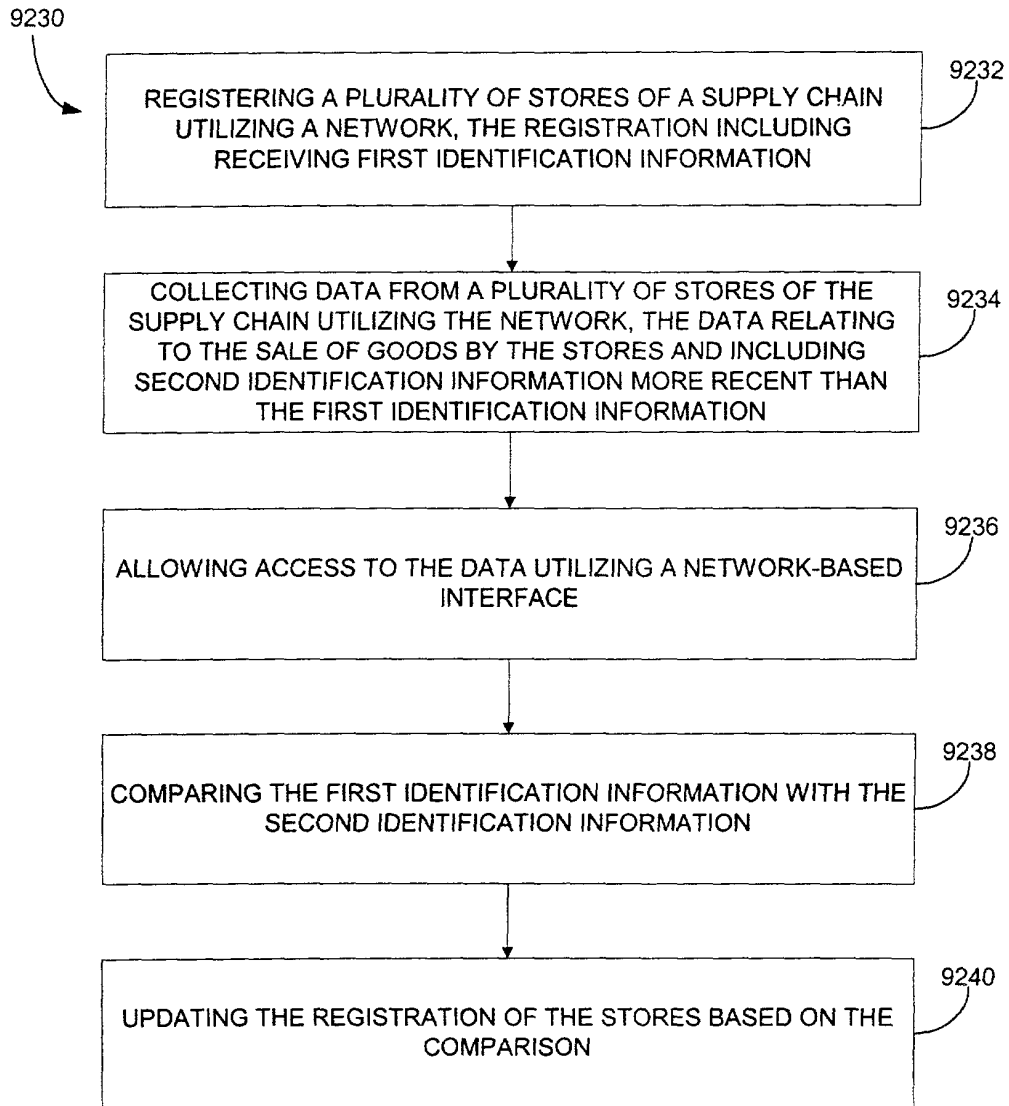 9230
REGISTERING A PLURALITY OF STORES OF A SUPPLY CHAIN
UTILIZING A NETWORK, THE REGISTRATION INCLUDING
RECEIVING FIRST IDENTIFICATION INFORMATION
9232
COLLECTING DATA FROM A PLURALITY OF STORES OF THE
SUPPLY CHAIN UTILIZING THE NETWORK, THE DATA RELATING
TO THE SALE OF GOODS BY THE STORES AND INCLUDING
SECOND IDENTIFICATION INFORMATION MORE RECENT THAN
THE FIRST IDENTIFICATION INFORMATION
9234
ALLOWING ACCESS TO THE DATA UTILIZING A NETWORK-BASED
INTERFACE
9236
COMPARING THE FIRST IDENTIFICATION INFORMATION WITH THE
SECOND IDENTIFICATION INFORMATION
9238
UPDATING THE REGISTRATION OF THE STORES BASED ON THE
COMPARISON
9240